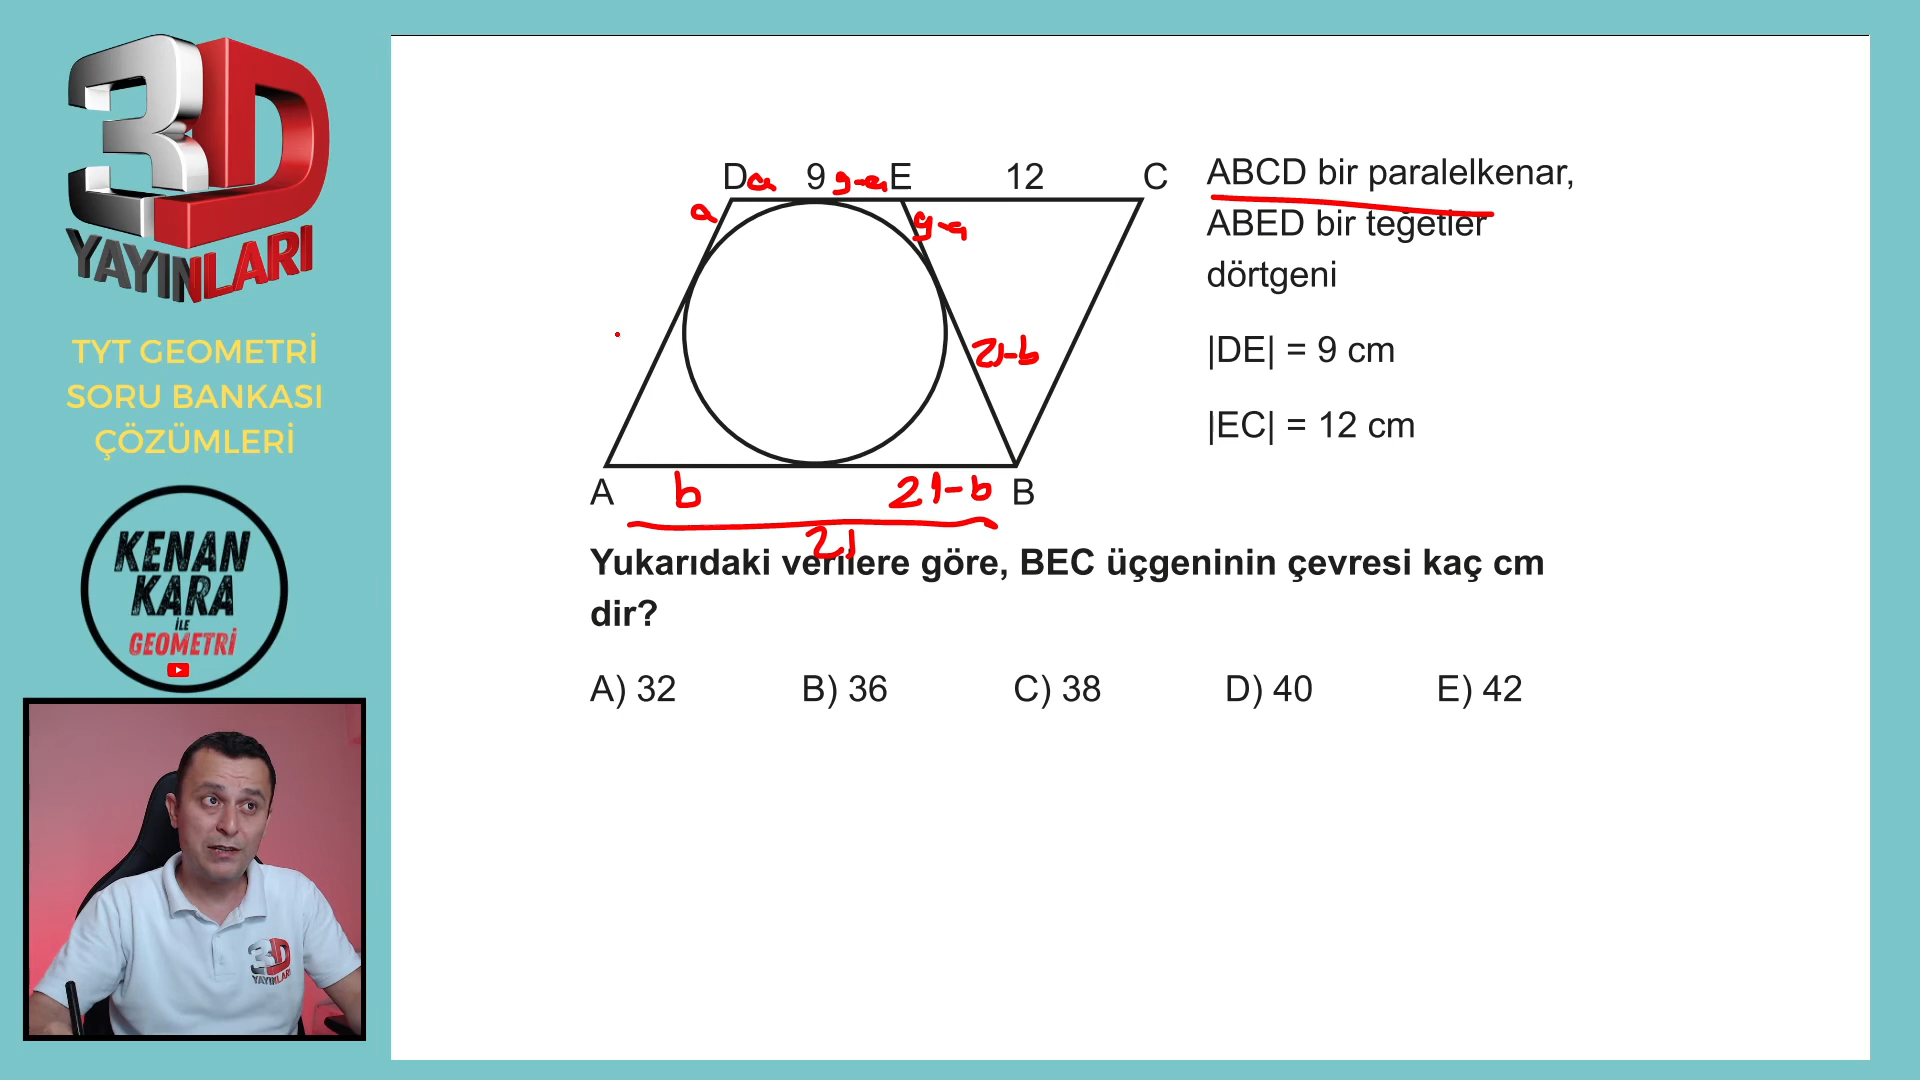 3D
YAYINLARI
TYT GEOMETRİ
SORU BANKASI
ÇÖZÜMLERİ
KENAN
KARA
İLE
GEOMETRİ
3D
YAYINLARI
D a 9 9-a E 12 C
a
9-a
21-b
A b 21-b B
21
ABCD bir paralelkenar,
ABED bir teğetler
dörtgeni
|DE| = 9 cm
|EC| = 12 cm
Yukarıdaki verilere göre, BEC üçgeninin çevresi kaç cm
dir?
A) 32 B) 36 C) 38 D) 40 E) 42